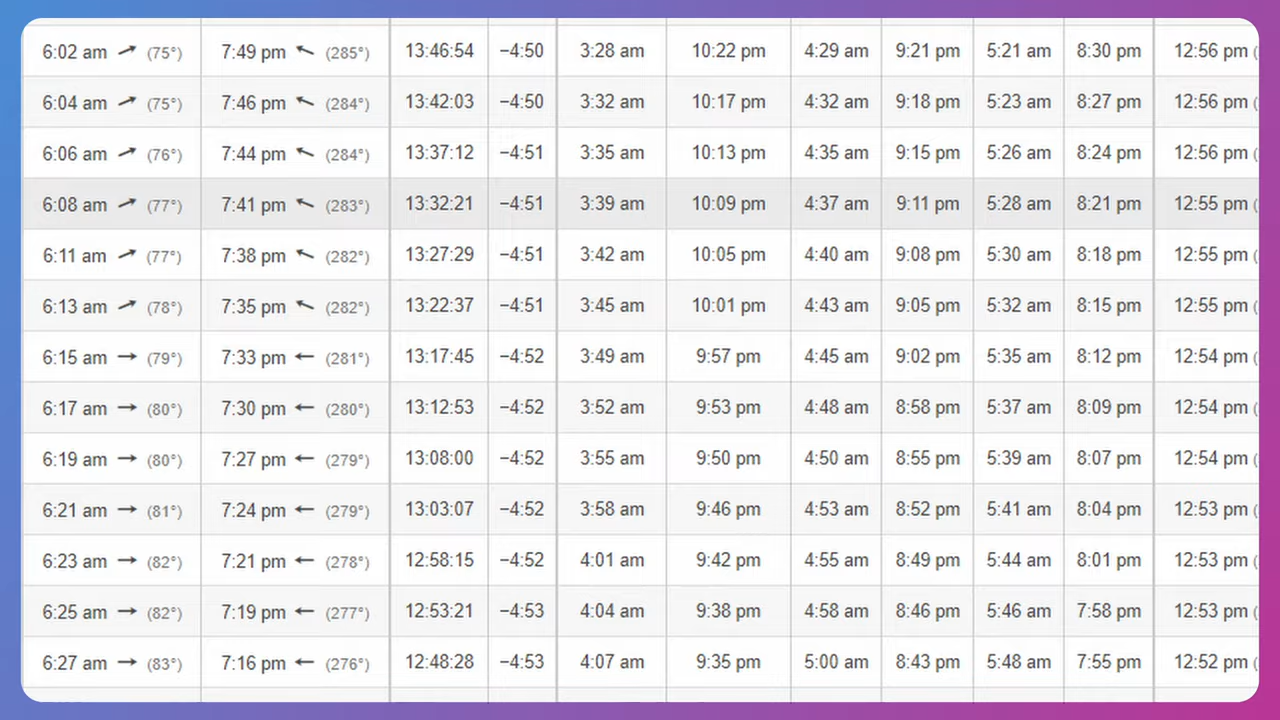 6:02 am → (75°) 7:49 pm ← (285°) 13:46:54 −4:50 3:28 am 10:22 pm 4:29 am 9:21 pm 5:21 am 8:30 pm 12:56 pm (
6:04 am → (75°) 7:46 pm ← (284°) 13:42:03 −4:50 3:32 am 10:17 pm 4:32 am 9:18 pm 5:23 am 8:27 pm 12:56 pm (
6:06 am → (76°) 7:44 pm ← (284°) 13:37:12 −4:51 3:35 am 10:13 pm 4:35 am 9:15 pm 5:26 am 8:24 pm 12:56 pm (
6:08 am → (77°) 7:41 pm ← (283°) 13:32:21 −4:51 3:39 am 10:09 pm 4:37 am 9:11 pm 5:28 am 8:21 pm 12:55 pm (
6:11 am → (77°) 7:38 pm ← (282°) 13:27:29 −4:51 3:42 am 10:05 pm 4:40 am 9:08 pm 5:30 am 8:18 pm 12:55 pm (
6:13 am → (78°) 7:35 pm ← (282°) 13:22:37 −4:51 3:45 am 10:01 pm 4:43 am 9:05 pm 5:32 am 8:15 pm 12:55 pm (
6:15 am → (79°) 7:33 pm ← (281°) 13:17:45 −4:52 3:49 am 9:57 pm 4:45 am 9:02 pm 5:35 am 8:12 pm 12:54 pm (
6:17 am → (80°) 7:30 pm ← (280°) 13:12:53 −4:52 3:52 am 9:53 pm 4:48 am 8:58 pm 5:37 am 8:09 pm 12:54 pm (
6:19 am → (80°) 7:27 pm ← (279°) 13:08:00 −4:52 3:55 am 9:50 pm 4:50 am 8:55 pm 5:39 am 8:07 pm 12:54 pm (
6:21 am → (81°) 7:24 pm ← (279°) 13:03:07 −4:52 3:58 am 9:46 pm 4:53 am 8:52 pm 5:41 am 8:04 pm 12:53 pm (
6:23 am → (82°) 7:21 pm ← (278°) 12:58:15 −4:52 4:01 am 9:42 pm 4:55 am 8:49 pm 5:44 am 8:01 pm 12:53 pm (
6:25 am → (82°) 7:19 pm ← (277°) 12:53:21 −4:53 4:04 am 9:38 pm 4:58 am 8:46 pm 5:46 am 7:58 pm 12:53 pm (
6:27 am → (83°) 7:16 pm ← (276°) 12:48:28 −4:53 4:07 am 9:35 pm 5:00 am 8:43 pm 5:48 am 7:55 pm 12:52 pm (